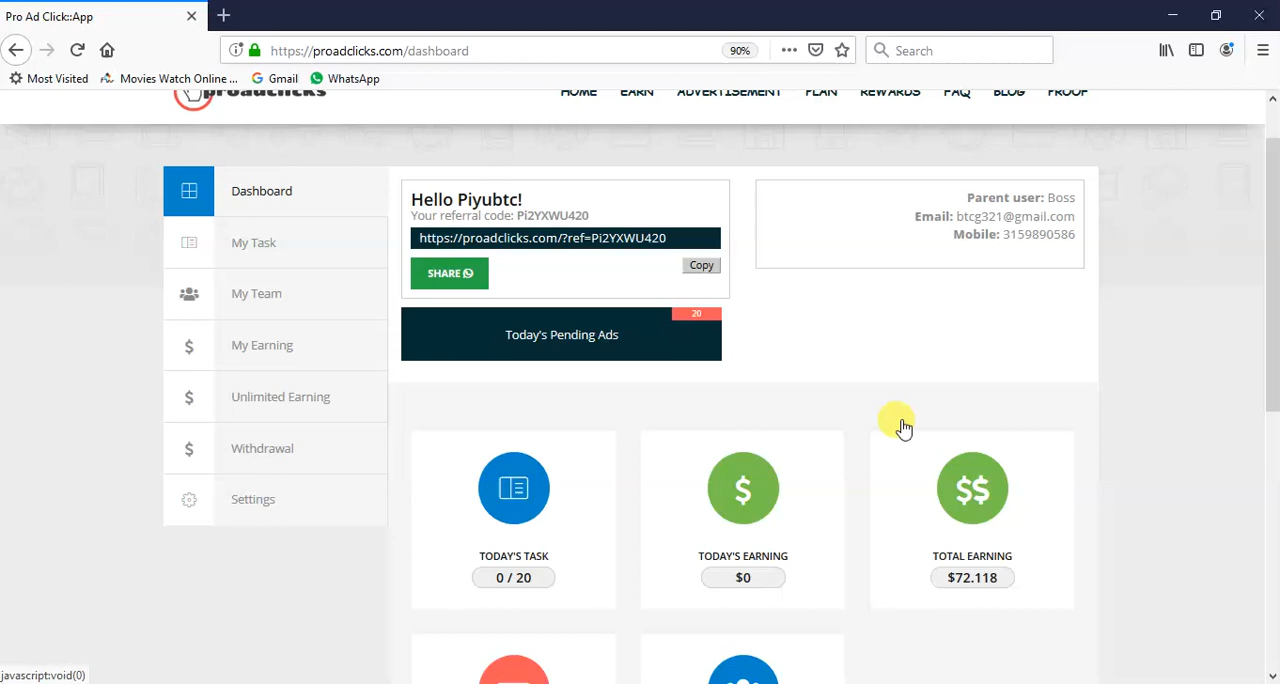 Pro Ad Click::App
https://proadclicks.com/dashboard
90%
Search
Most Visited
Movies Watch Online ...
Gmail
WhatsApp
proadclicks
HOME
EARN
ADVERTISEMENT
PLAN
REWARDS
FAQ
BLOG
PROOF
Dashboard
My Task
My Team
My Earning
Unlimited Earning
Withdrawal
Settings
Hello Piyubtc!
Your referral code: Pi2YXWU420
https://proadclicks.com/?ref=Pi2YXWU420
SHARE
Copy
Parent user: Boss
Email: btcg321@gmail.com
Mobile: 3159890586
20
Today's Pending Ads
TODAY'S TASK
0 / 20
TODAY'S EARNING
$0
TOTAL EARNING
$72.118
javascript:void(0)